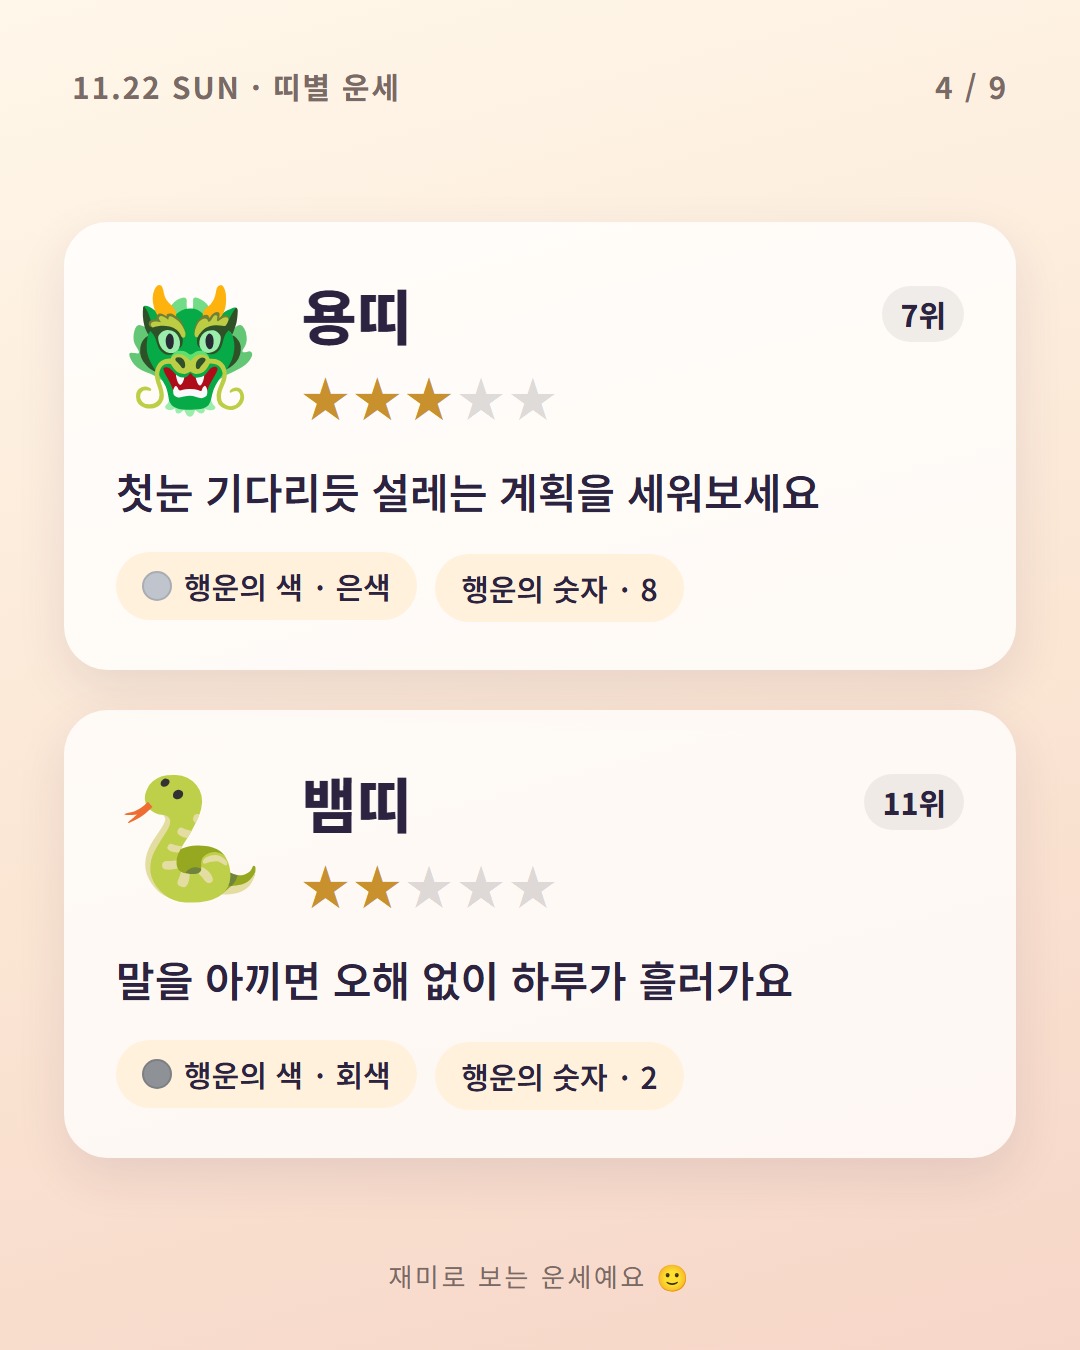 11.22 SUN · 띠별 운세
4 / 9
용띠
7위
★★★★★
첫눈 기다리듯 설레는 계획을 세워보세요
행운의 색 · 은색
행운의 숫자 · 8
뱀띠
11위
★★★★★
말을 아끼면 오해 없이 하루가 흘러가요
행운의 색 · 회색
행운의 숫자 · 2
재미로 보는 운세예요 🙂